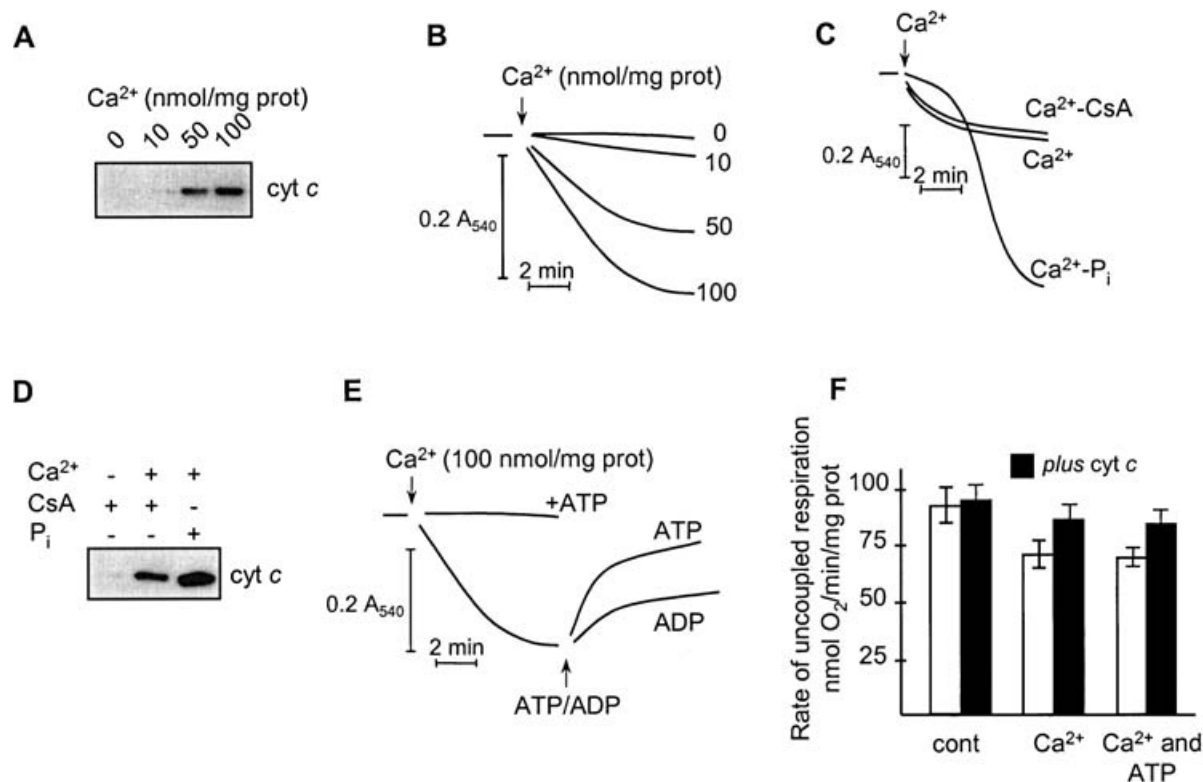 A
Ca²⁺ (nmol/mg prot)
0 10 50 100
cyt c
B
Ca²⁺ (nmol/mg prot)
0
10
50
100
0.2 A₅₄₀
2 min
C
Ca²⁺
Ca²⁺-CsA
Ca²⁺
0.2 A₅₄₀
2 min
Ca²⁺-Pᵢ
D
Ca²⁺ - + +
CsA + + -
Pᵢ - - +
cyt c
E
Ca²⁺ (100 nmol/mg prot)
+ATP
ATP
ADP
0.2 A₅₄₀
2 min
ATP/ADP
F
plus cyt c
Rate of uncoupled respiration
nmol O₂/min/mg prot
100
75
50
25
cont
Ca²⁺
Ca²⁺ and
ATP